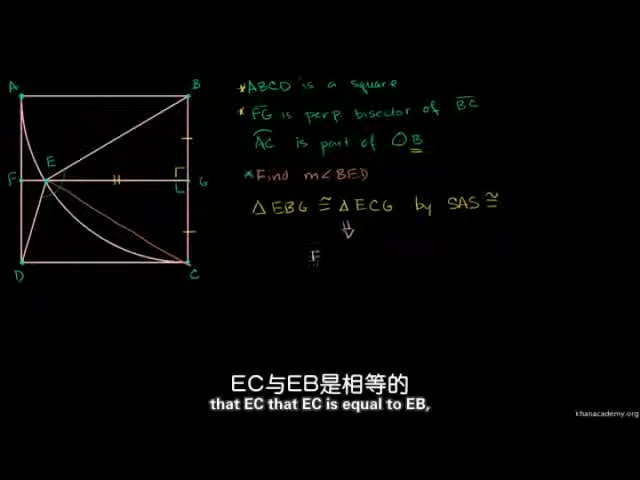 A B
*ABCD is a square
* FG is perp. bisector of BC
AC is part of ⊙B
E
*Find m∠BED
F G
△EBG ≅ △ECG by SAS ≅
⇓
E
D C
EC与EB是相等的
that EC that EC is equal to EB,
khanacademy.org